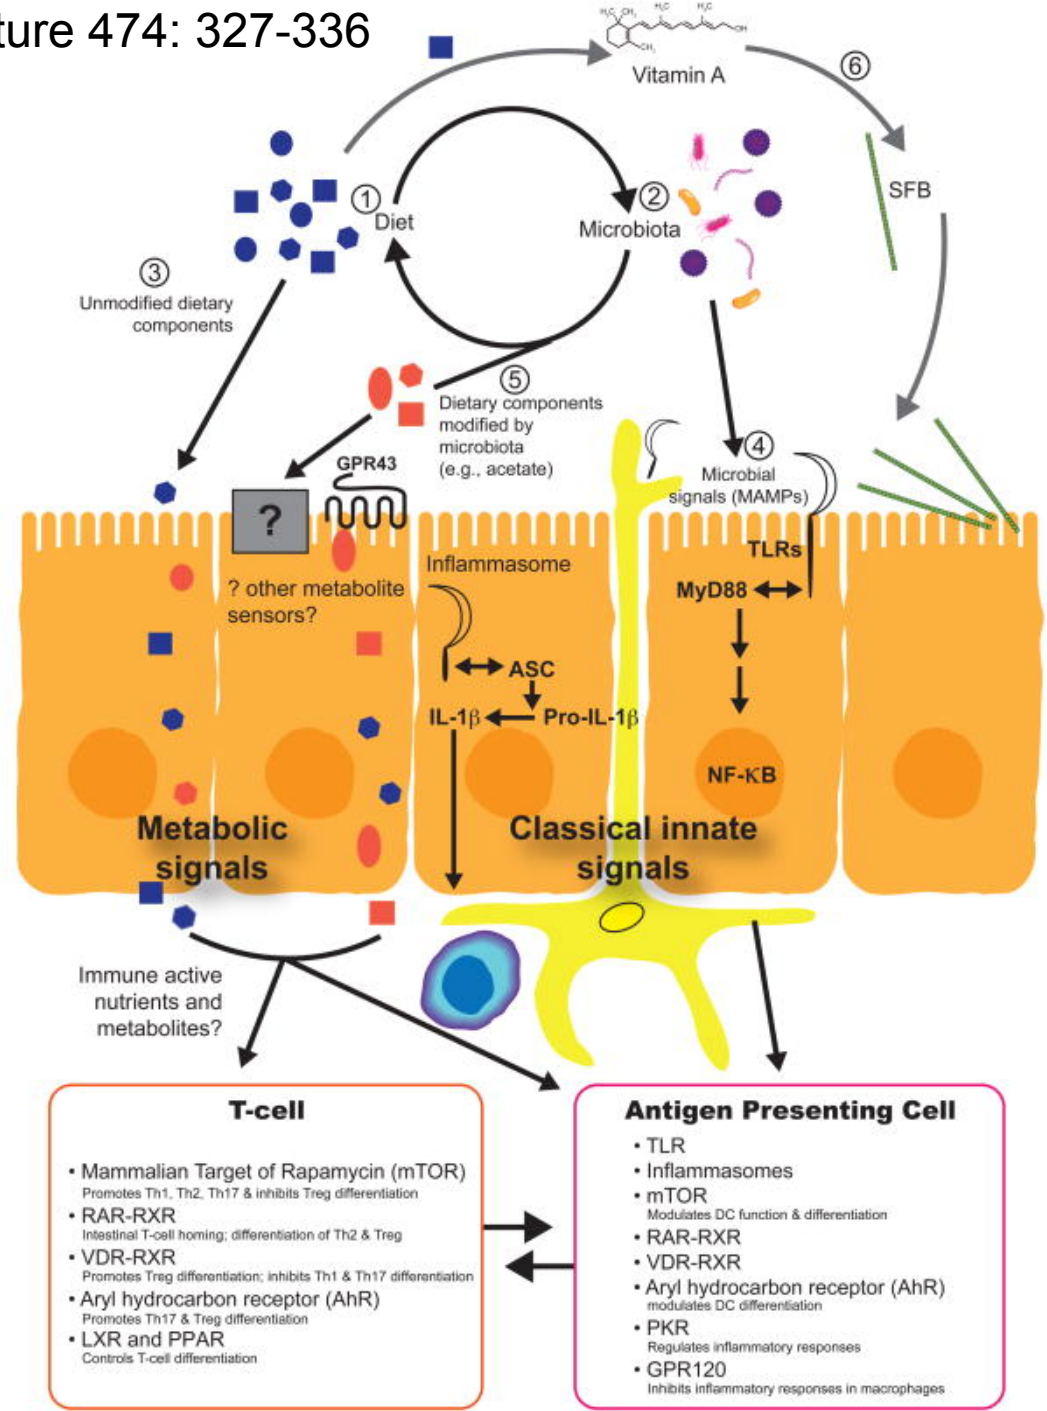 ture 474: 327-336
H₃C CH₃
H₃C
H₃C
OH
CH₃
Vitamin A
⑥
SFB
① Diet
②
Microbiota
③
Unmodified dietary
components
⑤
Dietary components
modified by
microbiota
(e.g., acetate)
GPR43
④
Microbial
signals (MAMPs)
?
? other metabolite
sensors?
Inflammasome
ASC
IL-1β
Pro-IL-1β
TLRs
MyD88
NF-κB
Metabolic
signals
Classical innate
signals
Immune active
nutrients and
metabolites?
T-cell
• Mammalian Target of Rapamycin (mTOR)
Promotes Th1, Th2, Th17 & inhibits Treg differentiation
• RAR-RXR
Intestinal T-cell homing; differentiation of Th2 & Treg
• VDR-RXR
Promotes Treg differentiation; inhibits Th1 & Th17 differentiation
• Aryl hydrocarbon receptor (AhR)
Promotes Th17 & Treg differentiation
• LXR and PPAR
Controls T-cell differentiation
Antigen Presenting Cell
• TLR
• Inflammasomes
• mTOR
Modulates DC function & differentiation
• RAR-RXR
• VDR-RXR
• Aryl hydrocarbon receptor (AhR)
modulates DC differentiation
• PKR
Regulates inflammatory responses
• GPR120
Inhibits inflammatory responses in macrophages